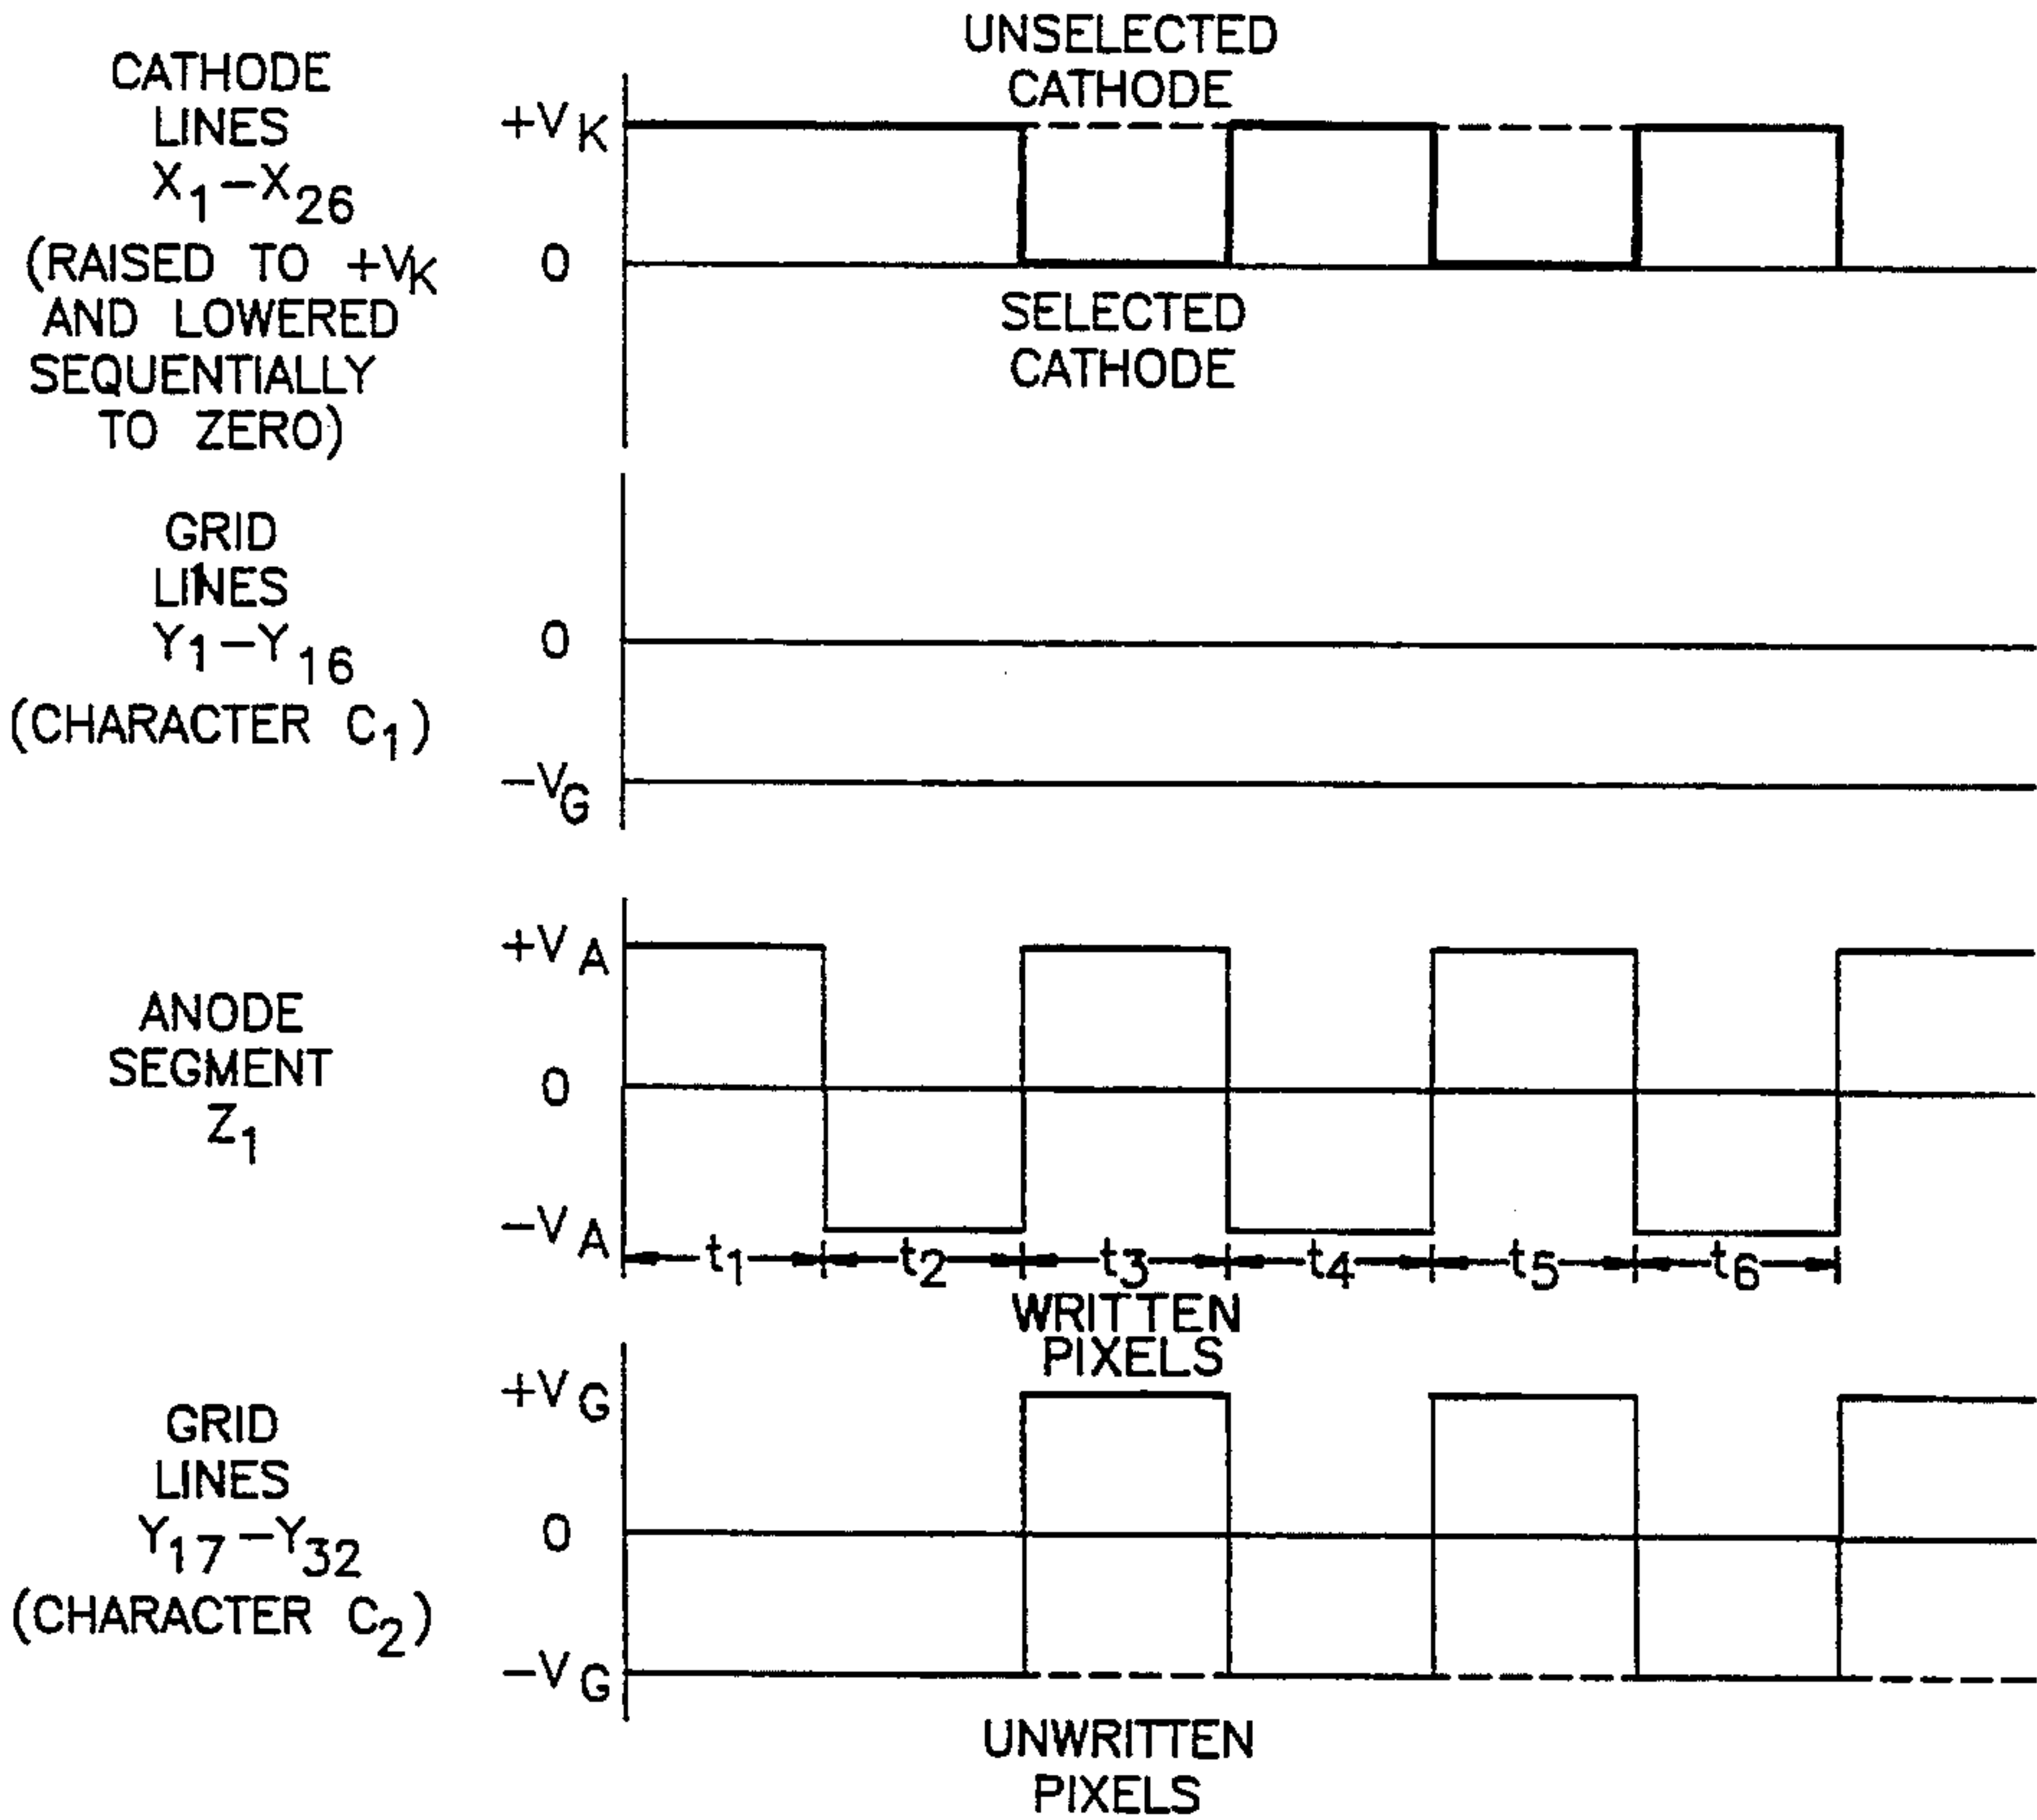 UNSELECTED
CATHODE
CATHODE
LINES
X1-X26
(RAISED TO +VK
AND LOWERED
SEQUENTIALLY
TO ZERO)
+VK
0
SELECTED
CATHODE
GRID
LINES
Y1-Y16
(CHARACTER C1)
0
-VG
ANODE
SEGMENT
Z1
+VA
0
-VA
t1 t2 t3 t4 t5 t6
WRITTEN
PIXELS
GRID
LINES
Y17-Y32
(CHARACTER C2)
+VG
0
-VG
UNWRITTEN
PIXELS